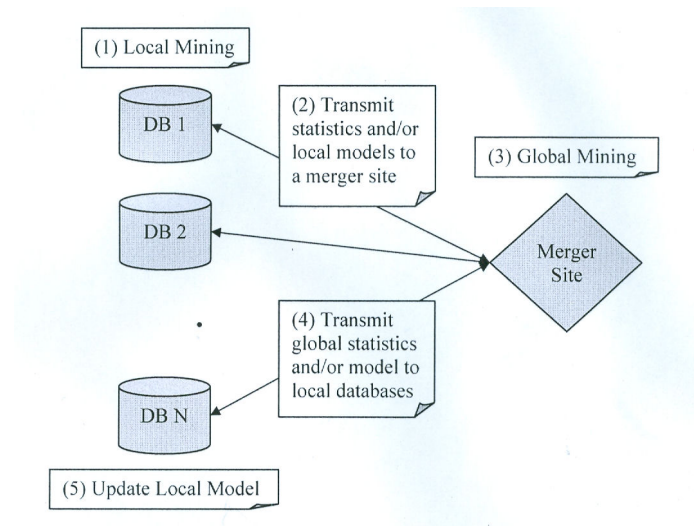 (1) Local Mining
DB 1
(2) Transmit
statistics and/or
local models to
a merger site
(3) Global Mining
DB 2
Merger
Site
(4) Transmit
global statistics
and/or model to
local databases
DB N
(5) Update Local Model